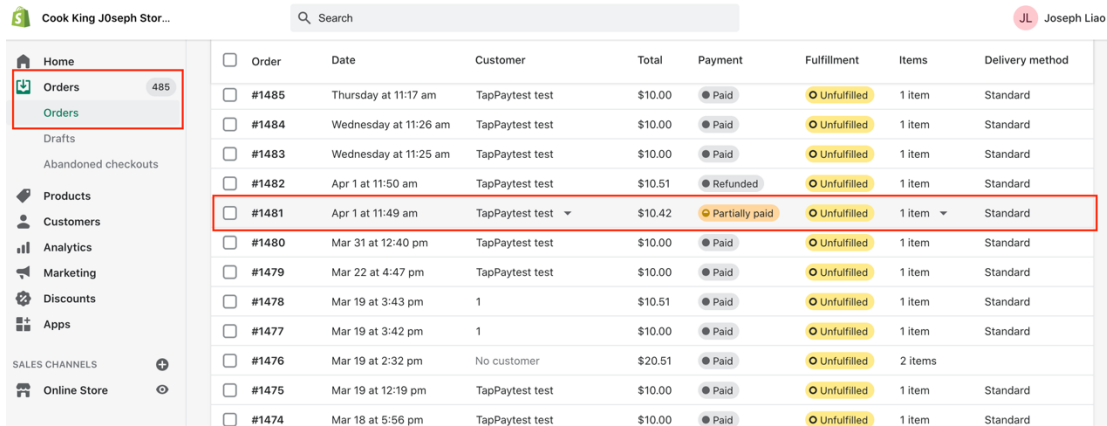 Cook King J0seph Stor...
Search
JL Joseph Liao
Home
Orders 485
Orders
Drafts
Abandoned checkouts
Products
Customers
Analytics
Marketing
Discounts
Apps
SALES CHANNELS
Online Store
Order Date Customer Total Payment Fulfillment Items Delivery method
#1485 Thursday at 11:17 am TapPaytest test $10.00 Paid Unfulfilled 1 item Standard
#1484 Wednesday at 11:26 am TapPaytest test $10.00 Paid Unfulfilled 1 item Standard
#1483 Wednesday at 11:25 am TapPaytest test $10.00 Paid Unfulfilled 1 item Standard
#1482 Apr 1 at 11:50 am TapPaytest test $10.51 Refunded Unfulfilled 1 item Standard
#1481 Apr 1 at 11:49 am TapPaytest test $10.42 Partially paid Unfulfilled 1 item Standard
#1480 Mar 31 at 12:40 pm TapPaytest test $10.00 Paid Unfulfilled 1 item Standard
#1479 Mar 22 at 4:47 pm TapPaytest test $10.00 Paid Unfulfilled 1 item Standard
#1478 Mar 19 at 3:43 pm 1 $10.51 Paid Unfulfilled 1 item Standard
#1477 Mar 19 at 3:42 pm 1 $10.00 Paid Unfulfilled 1 item Standard
#1476 Mar 19 at 2:32 pm No customer $20.51 Paid Unfulfilled 2 items
#1475 Mar 19 at 12:19 pm TapPaytest test $10.00 Paid Unfulfilled 1 item Standard
#1474 Mar 18 at 5:56 pm TapPaytest test $10.00 Paid Unfulfilled 1 item Standard